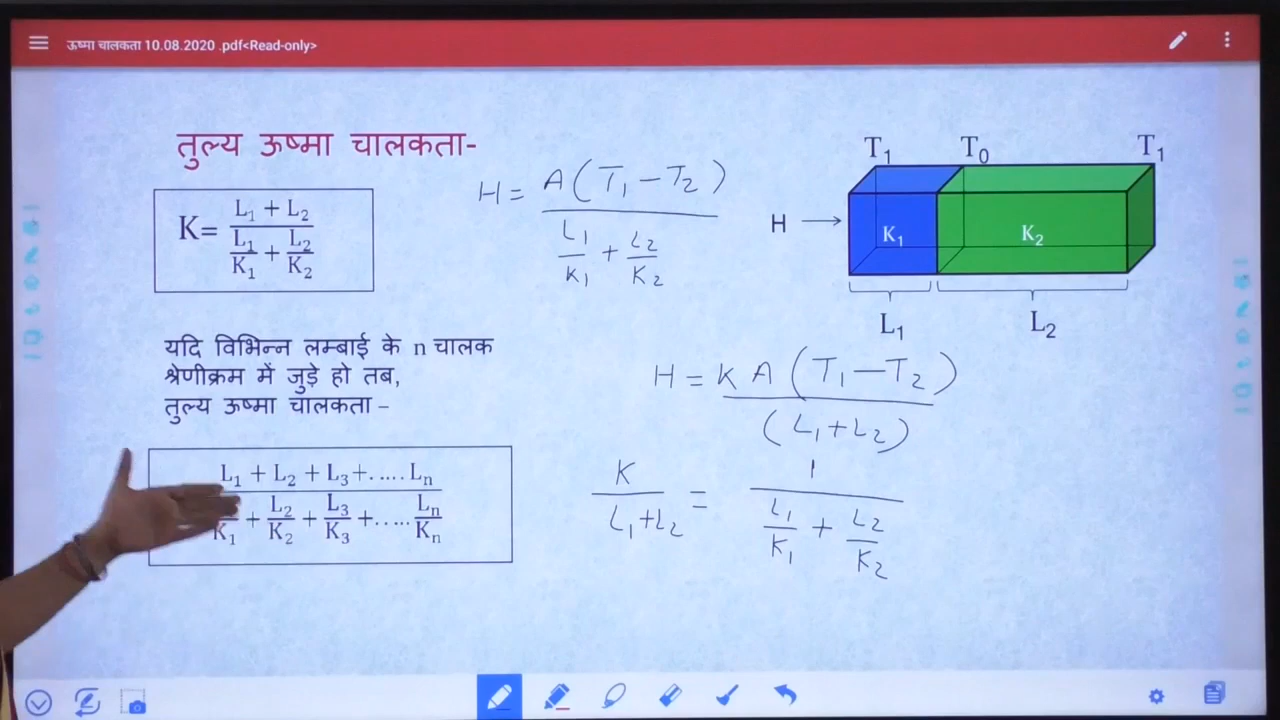 ऊष्मा चालकता 10.08.2020 .pdf<Read-only>
तुल्य ऊष्मा चालकता-
K= (L₁ + L₂) / (L₁/K₁ + L₂/K₂)
H = A(T₁ – T₂) / (L₁/K₁ + L₂/K₂)
T₁ T₀ T₁
H → K₁ K₂
L₁ L₂
यदि विभिन्न लम्बाई के n चालक
श्रेणीक्रम में जुड़े हो तब,
तुल्य ऊष्मा चालकता –
L₁ + L₂ + L₃ +..... Lₙ
K₁ + L₂/K₂ + L₃/K₃ +..... Lₙ/Kₙ
H = K A (T₁ – T₂) / (L₁+L₂)
K / (L₁+L₂) = 1 / (L₁/K₁ + L₂/K₂)